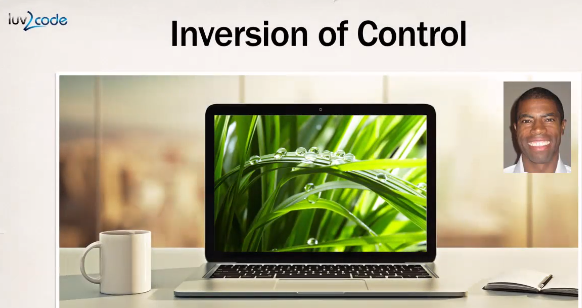 luv2code
Inversion of Control